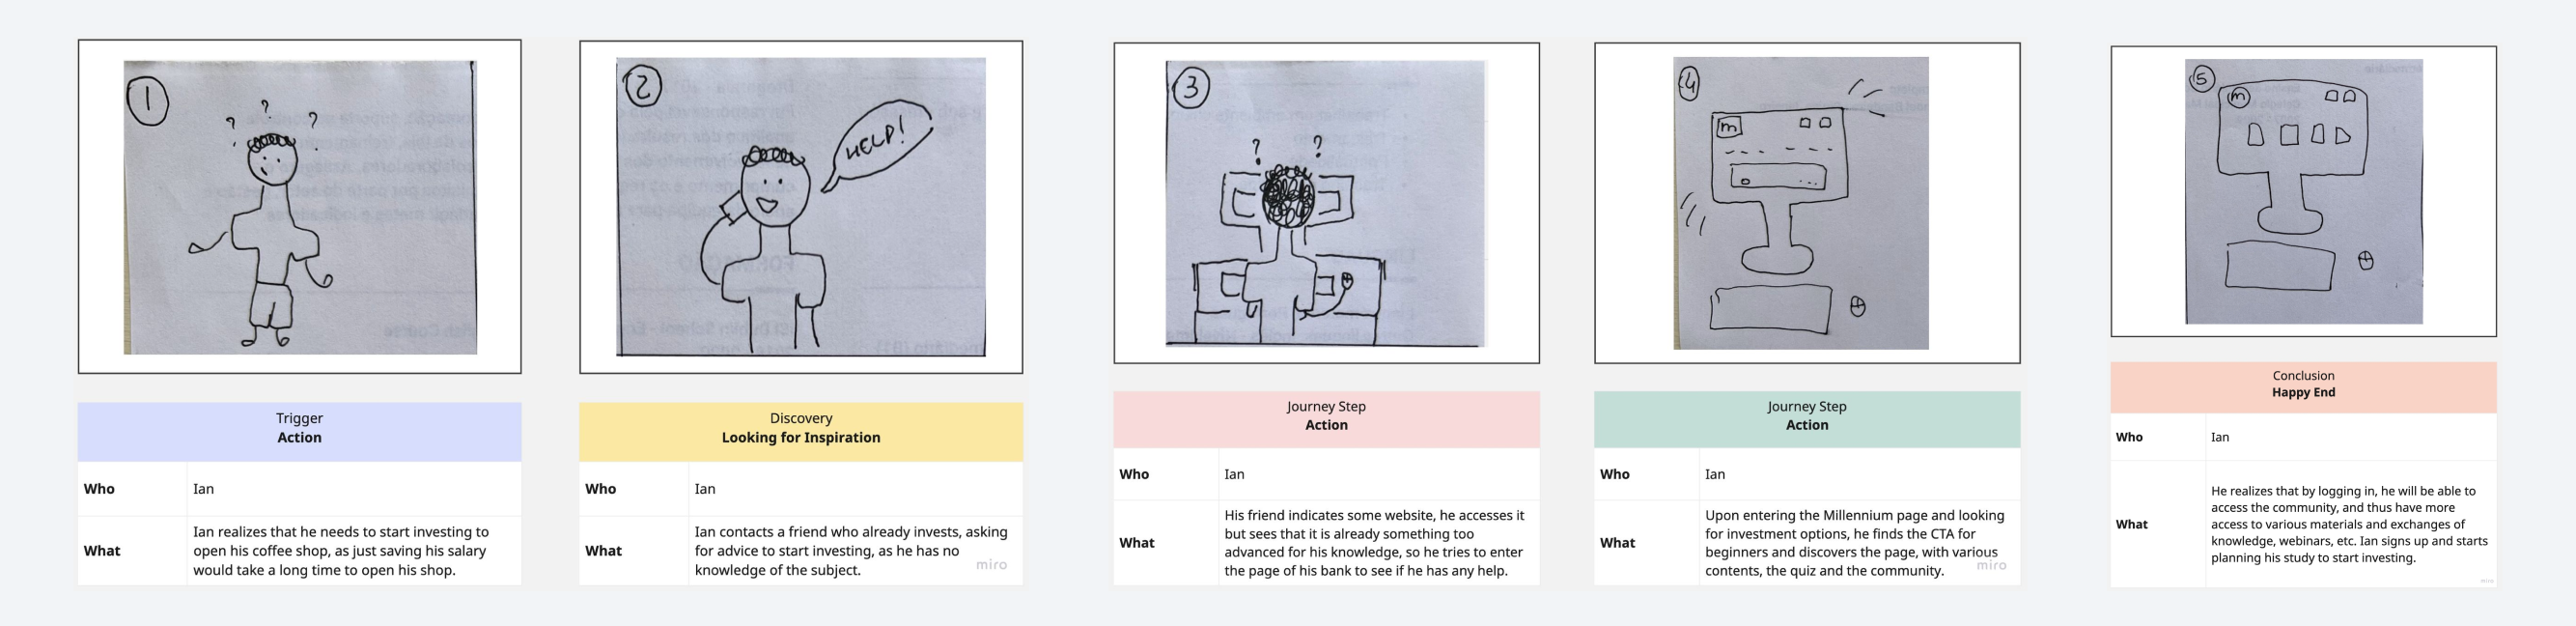 1
? ? ?
Trigger
Action
Who
Ian
What
Ian realizes that he needs to start investing to
open his coffee shop, as just saving his salary
would take a long time to open his shop.
2
HELP!
Discovery
Looking for Inspiration
Who
Ian
What
Ian contacts a friend who already invests, asking
for advice to start investing, as he has no
knowledge of the subject.
miro
3
? ?
Journey Step
Action
Who
Ian
What
His friend indicates some website, he accesses it
but sees that it is already something too
advanced for his knowledge, so he tries to enter
the page of his bank to see if he has any help.
4
m
Journey Step
Action
Who
Ian
What
Upon entering the Millennium page and looking
for investment options, he finds the CTA for
beginners and discovers the page, with various
contents, the quiz and the community.
miro
5
m
Conclusion
Happy End
Who
Ian
What
He realizes that by logging in, he will be able to
access the community, and thus have more
access to various materials and exchanges of
knowledge, webinars, etc. Ian signs up and starts
planning his study to start investing.
miro